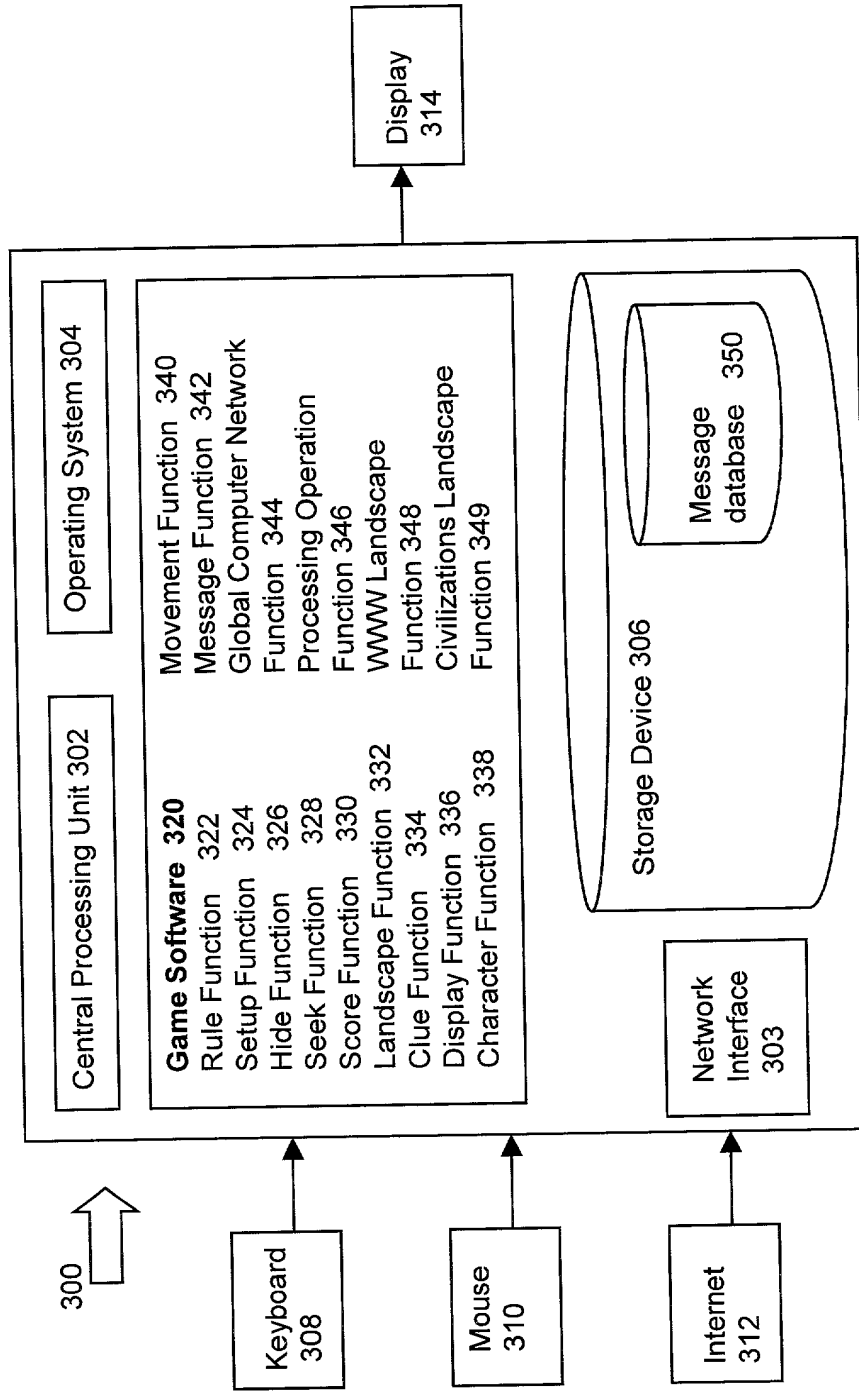 300
Keyboard
308
Mouse
310
Internet
312
Central Processing Unit 302
Operating System 304
Game Software 320
Rule Function 322
Setup Function 324
Hide Function 326
Seek Function 328
Score Function 330
Landscape Function 332
Clue Function 334
Display Function 336
Character Function 338
Movement Function 340
Message Function 342
Global Computer Network
Function 344
Processing Operation
Function 346
WWW Landscape
Function 348
Civilizations Landscape
Function 349
Network
Interface
303
Storage Device 306
Message
database 350
Display
314